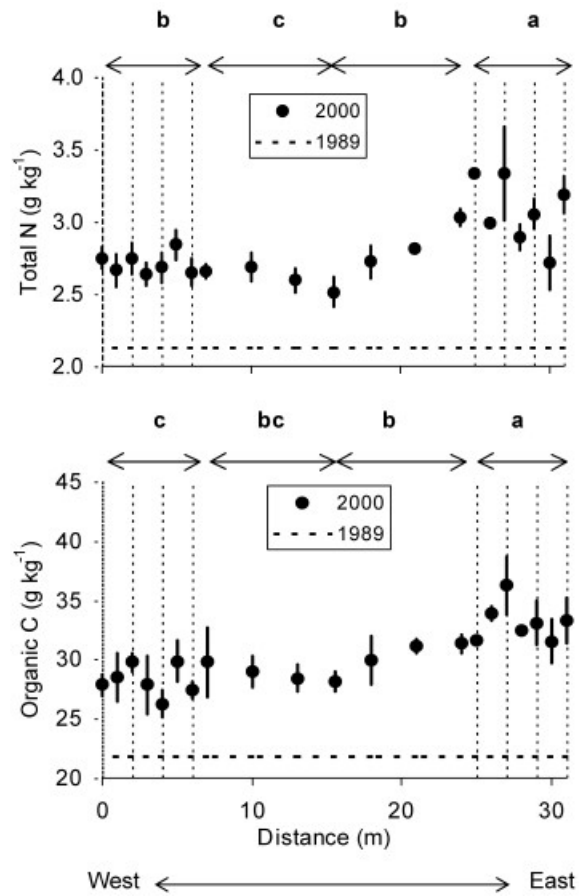 b c b a
4.0
3.5
3.0
2.5
2.0
Total N (g kg⁻¹)
2000
1989
c bc b a
45
40
35
30
25
20
Organic C (g kg⁻¹)
2000
1989
0 10 20 30
Distance (m)
West East